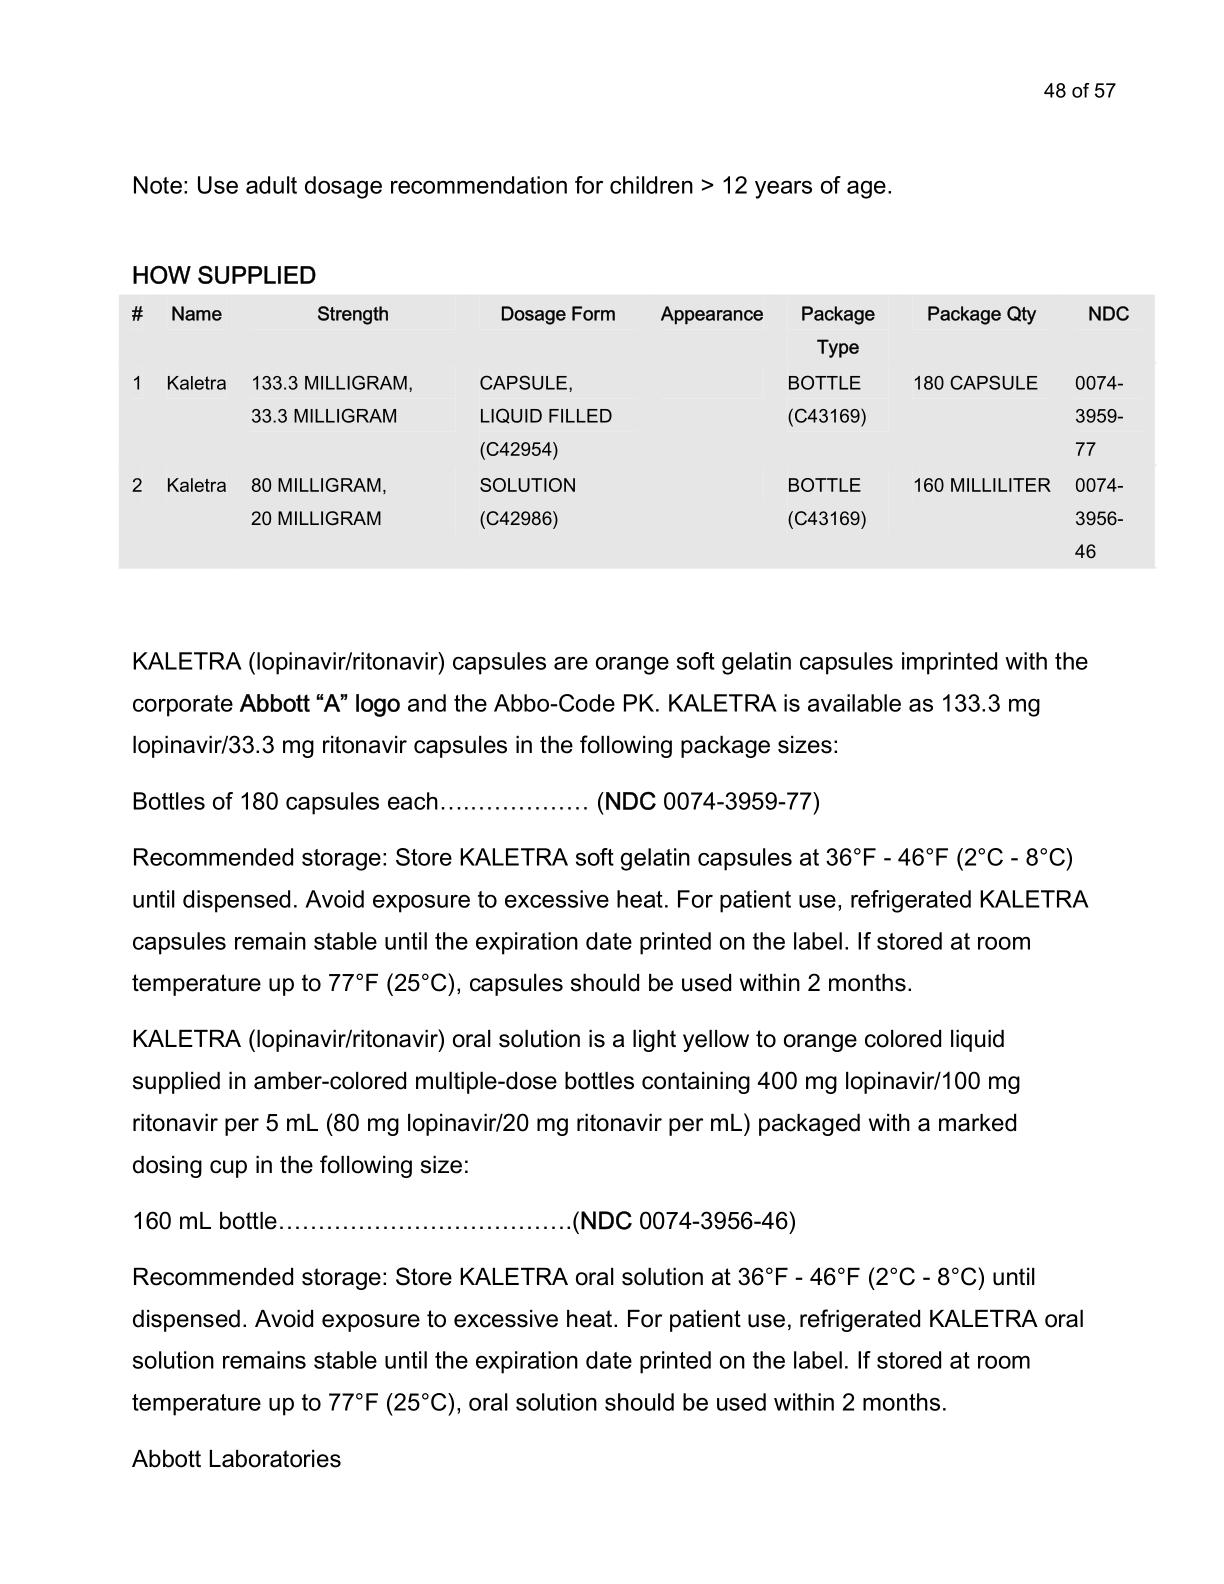 48 of 57
Note: Use adult dosage recommendation for children > 12 years of age.
HOW SUPPLIED
# Name Strength Dosage Form Appearance Package Package Qty NDC
Type
1 Kaletra 133.3 MILLIGRAM, CAPSULE, BOTTLE 180 CAPSULE 0074-
33.3 MILLIGRAM LIQUID FILLED (C43169) 3959-
(C42954) 77
2 Kaletra 80 MILLIGRAM, SOLUTION BOTTLE 160 MILLILITER 0074-
20 MILLIGRAM (C42986) (C43169) 3956-
46
KALETRA (lopinavir/ritonavir) capsules are orange soft gelatin capsules imprinted with the
corporate Abbott “A” logo and the Abbo-Code PK. KALETRA is available as 133.3 mg
lopinavir/33.3 mg ritonavir capsules in the following package sizes:
Bottles of 180 capsules each….…………… (NDC 0074-3959-77)
Recommended storage: Store KALETRA soft gelatin capsules at 36°F - 46°F (2°C - 8°C)
until dispensed. Avoid exposure to excessive heat. For patient use, refrigerated KALETRA
capsules remain stable until the expiration date printed on the label. If stored at room
temperature up to 77°F (25°C), capsules should be used within 2 months.
KALETRA (lopinavir/ritonavir) oral solution is a light yellow to orange colored liquid
supplied in amber-colored multiple-dose bottles containing 400 mg lopinavir/100 mg
ritonavir per 5 mL (80 mg lopinavir/20 mg ritonavir per mL) packaged with a marked
dosing cup in the following size:
160 mL bottle……………………………….(NDC 0074-3956-46)
Recommended storage: Store KALETRA oral solution at 36°F - 46°F (2°C - 8°C) until
dispensed. Avoid exposure to excessive heat. For patient use, refrigerated KALETRA oral
solution remains stable until the expiration date printed on the label. If stored at room
temperature up to 77°F (25°C), oral solution should be used within 2 months.
Abbott Laboratories